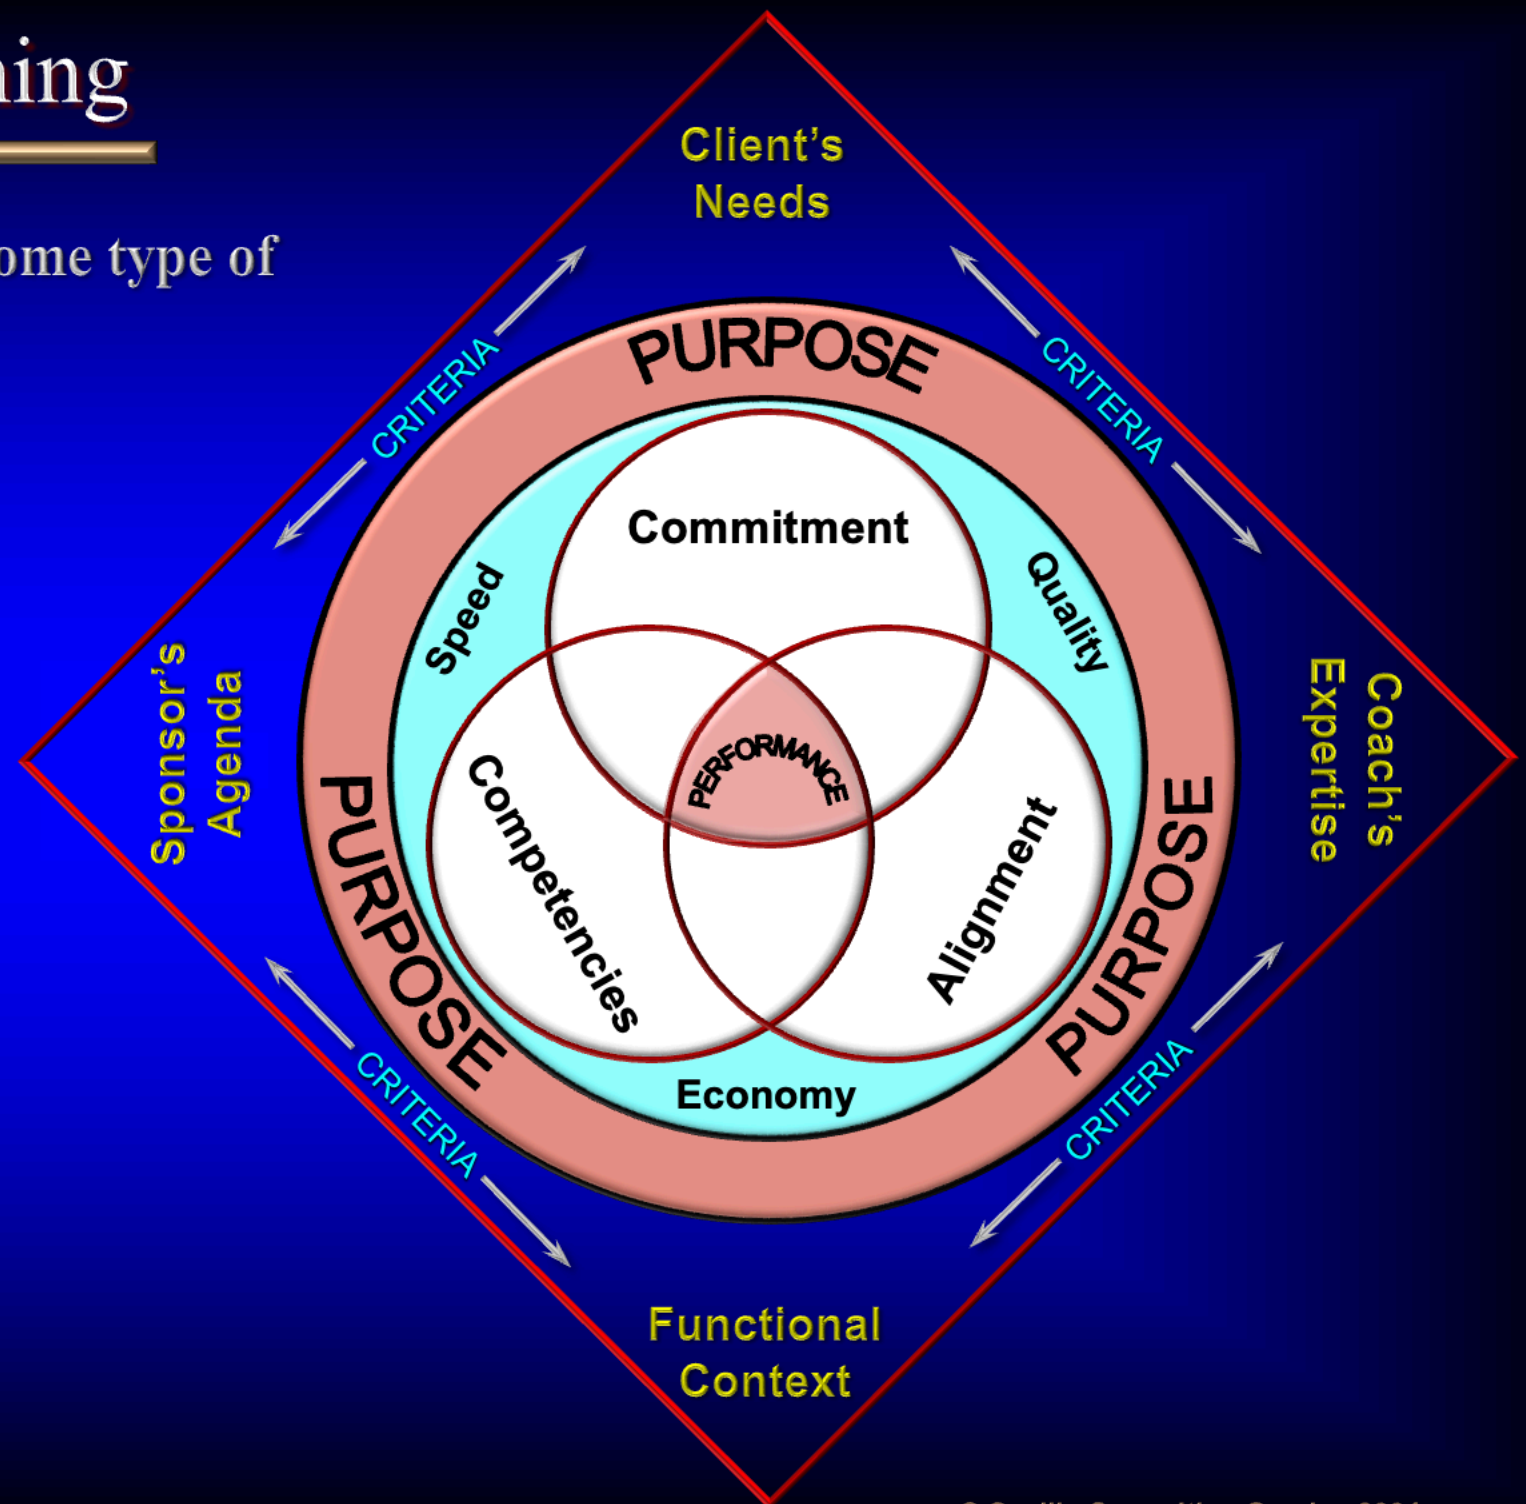 ning
ome type of
Client's
Needs
CRITERIA
CRITERIA
PURPOSE
Commitment
Speed
Quality
Sponsor's
Agenda
Coach's
Expertise
PERFORMANCE
Competencies
Alignment
PURPOSE
PURPOSE
Economy
CRITERIA
CRITERIA
Functional
Context